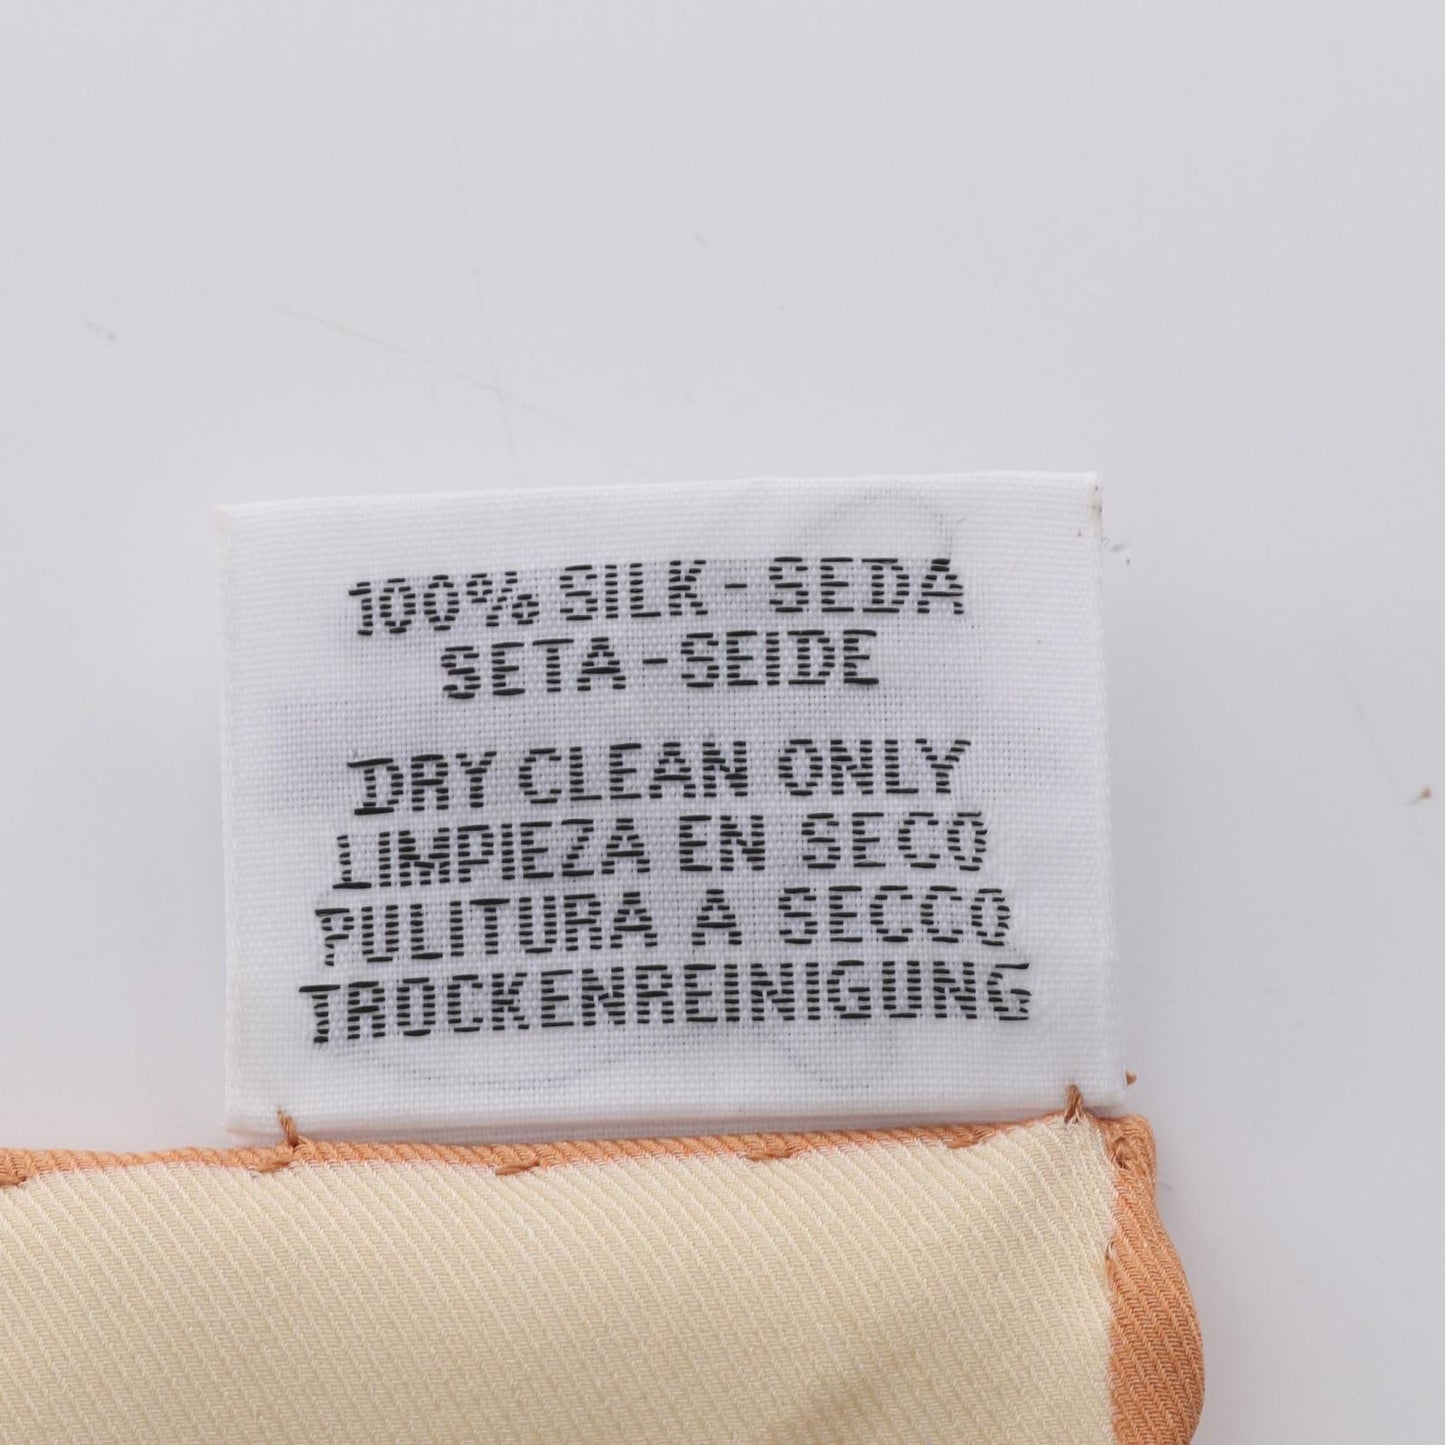 100% SILK - SEDA
SETA - SEIDE
DRY CLEAN ONLY
LIMPIEZA EN SECO
PULITURA A SECCO
TROCKENREINIGUNG